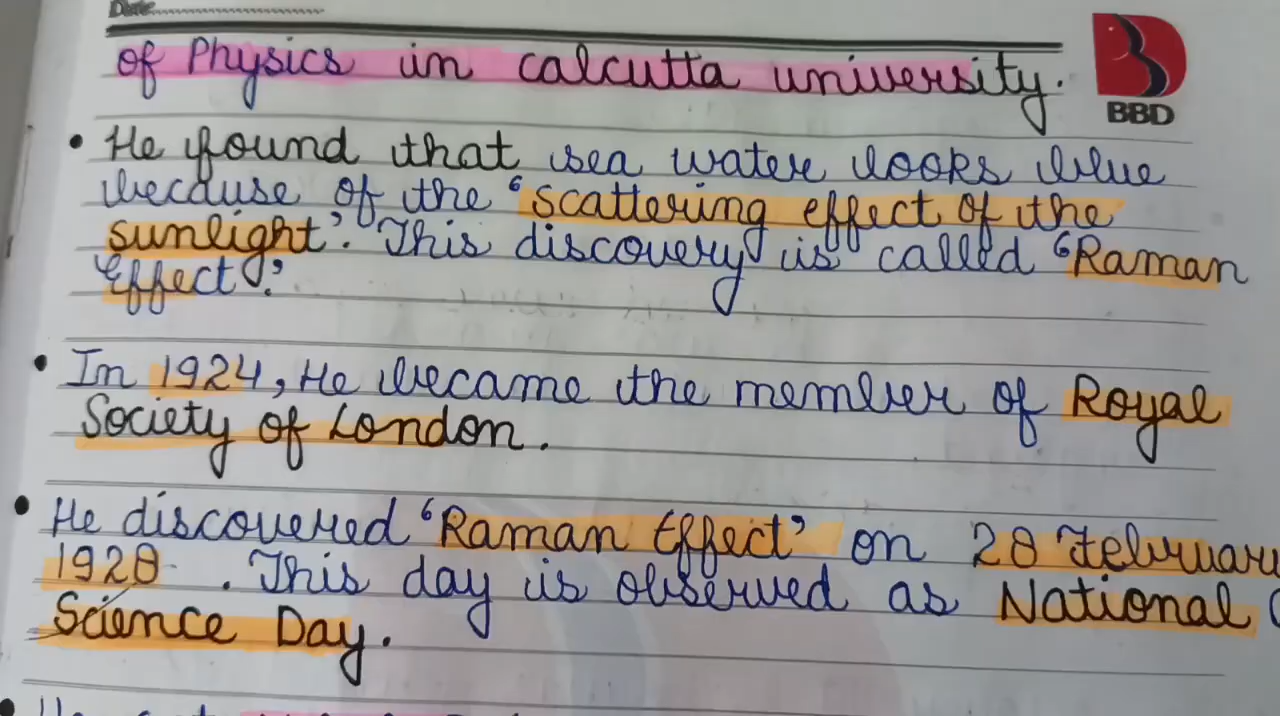 Date
of Physics in calcutta university.
BBD
• He found that sea water looks blue
because of the 'scattering effect of the
sunlight'. This discovery is called 'Raman
Effect'.
• In 1924, He became the member of Royal
Society of London.
• He discovered 'Raman Effect' on 28 February
1928. This day is observed as National
Science Day.